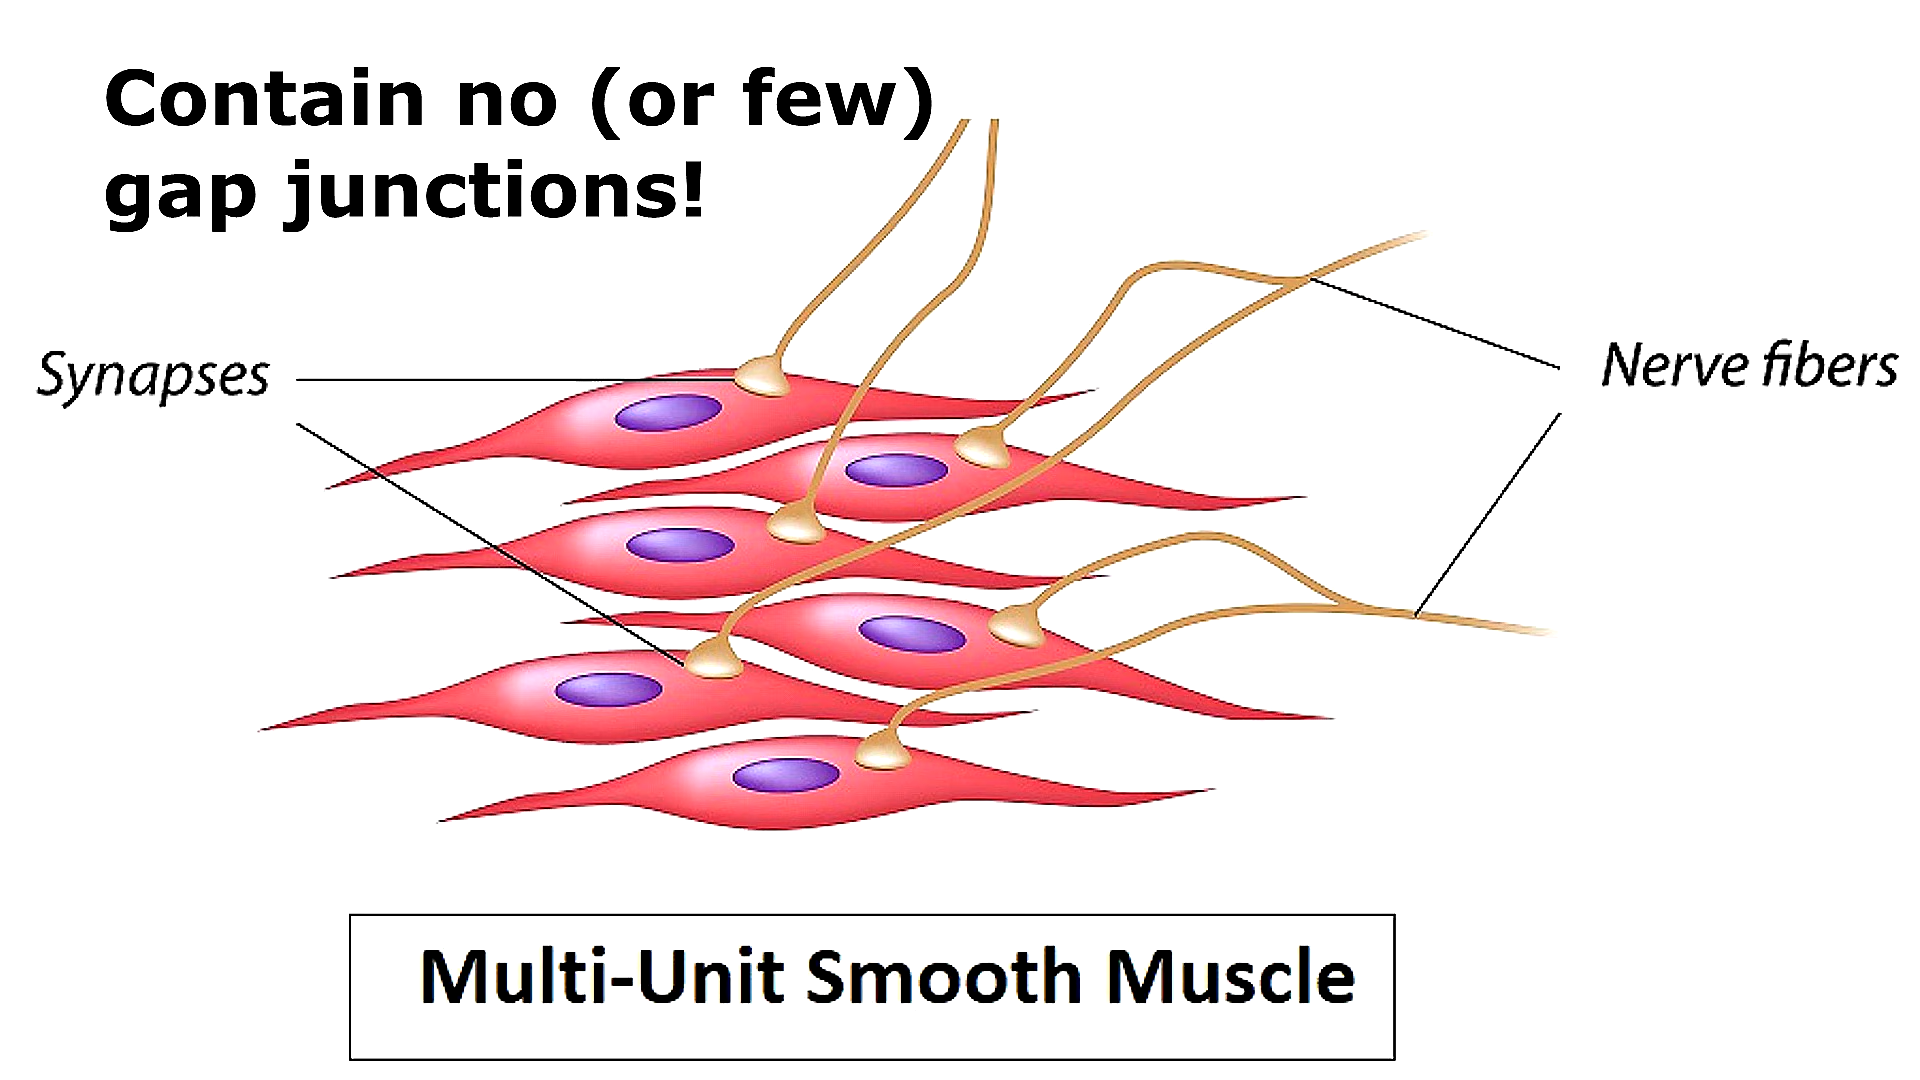 Contain no (or few)
gap junctions!
Synapses
Nerve fibers
Multi-Unit Smooth Muscle